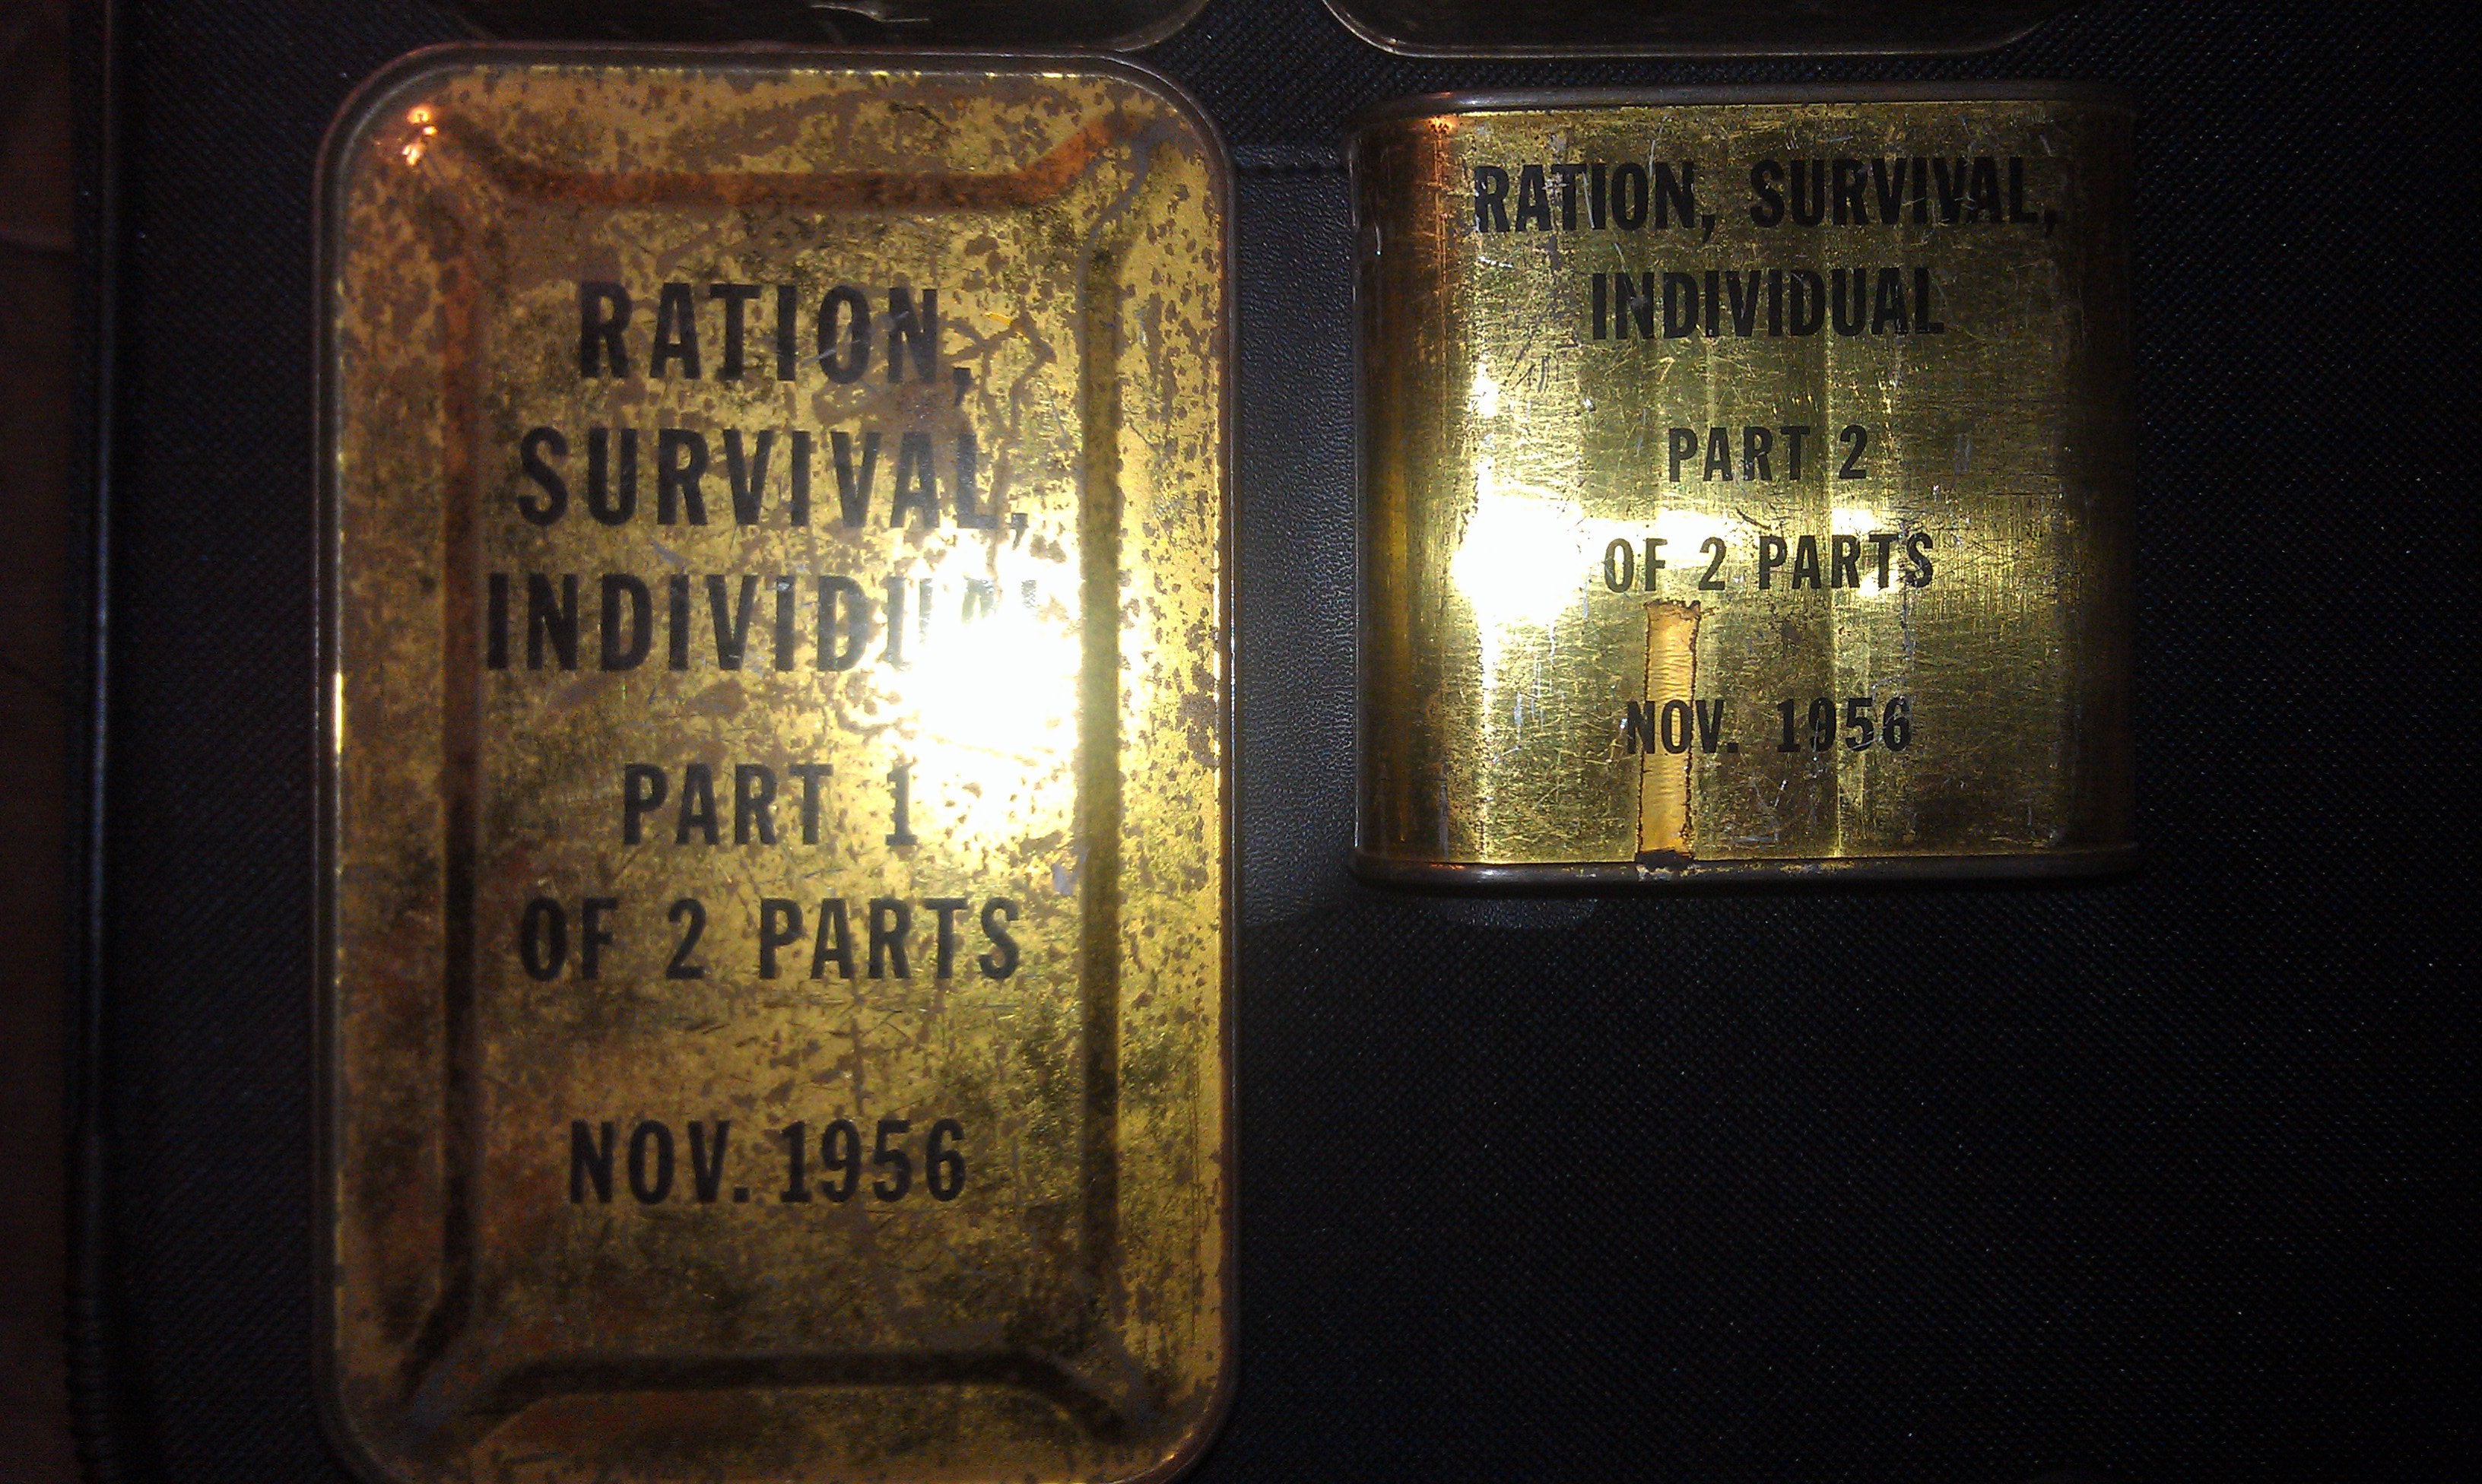 RATION,
SURVIVAL,
INDIVIDUAL
PART 1
OF 2 PARTS
NOV. 1956
RATION, SURVIVAL,
INDIVIDUAL
PART 2
OF 2 PARTS
NOV. 1956